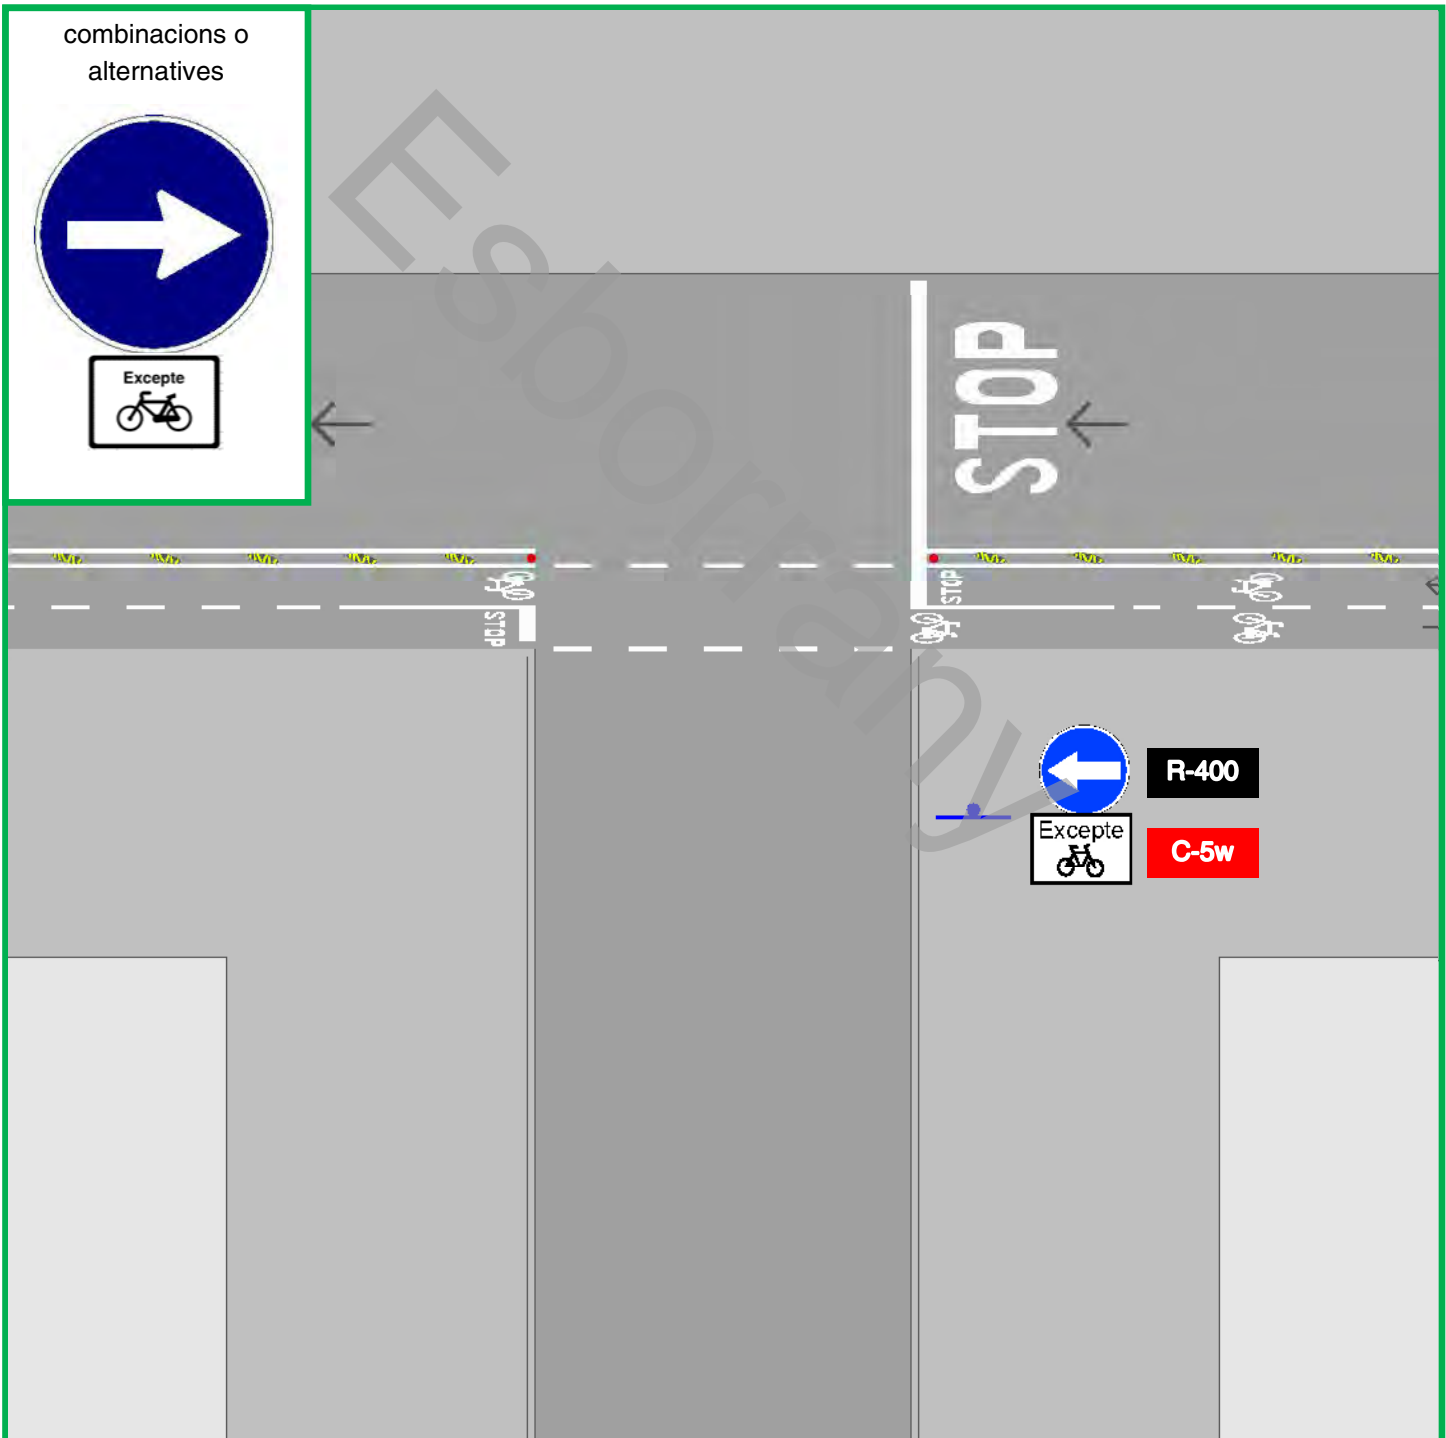 combinacions o
alternatives
Excepte
STOP
STOP
STOP
R-400
Excepte
C-5w
Esborrany